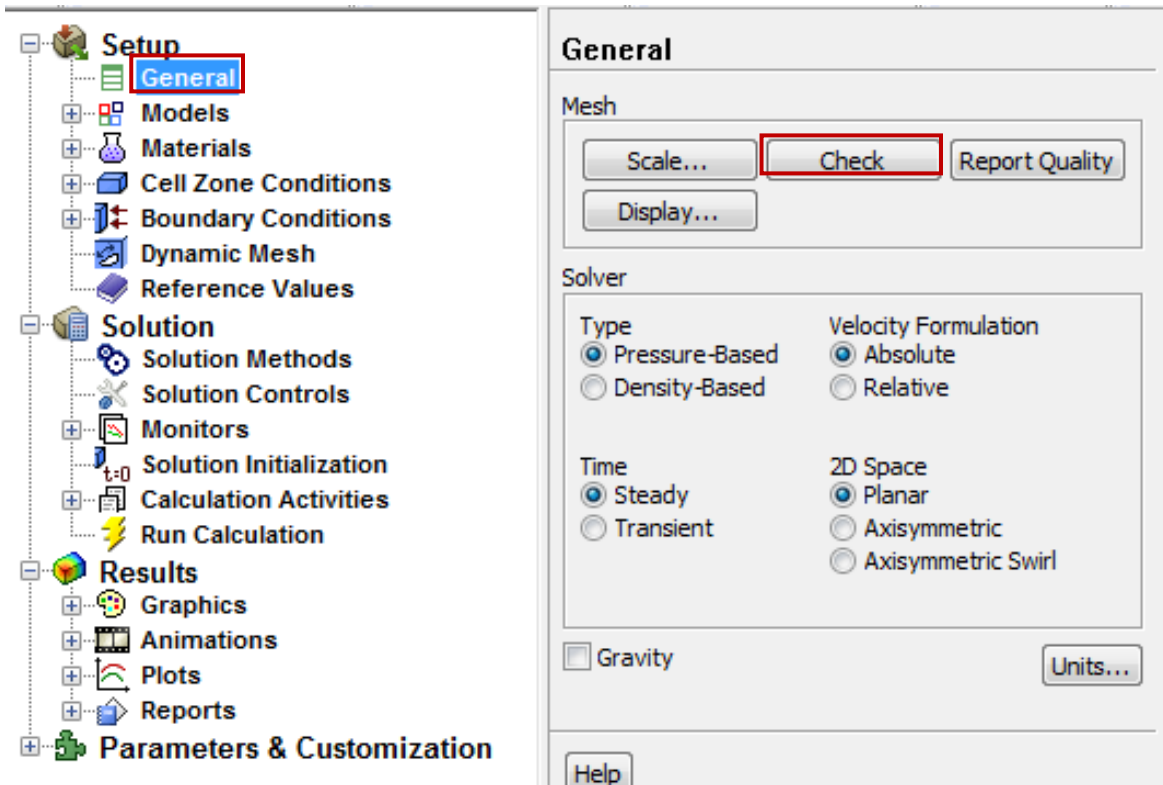 Setup
General
Models
Materials
Cell Zone Conditions
Boundary Conditions
Dynamic Mesh
Reference Values
Solution
Solution Methods
Solution Controls
Monitors
t=0 Solution Initialization
Calculation Activities
Run Calculation
Results
Graphics
Animations
Plots
Reports
Parameters & Customization
General
Mesh
Scale... Check Report Quality
Display...
Solver
Type Velocity Formulation
Pressure-Based Absolute
Density-Based Relative
Time 2D Space
Steady Planar
Transient Axisymmetric
Axisymmetric Swirl
Gravity
Units...
Help